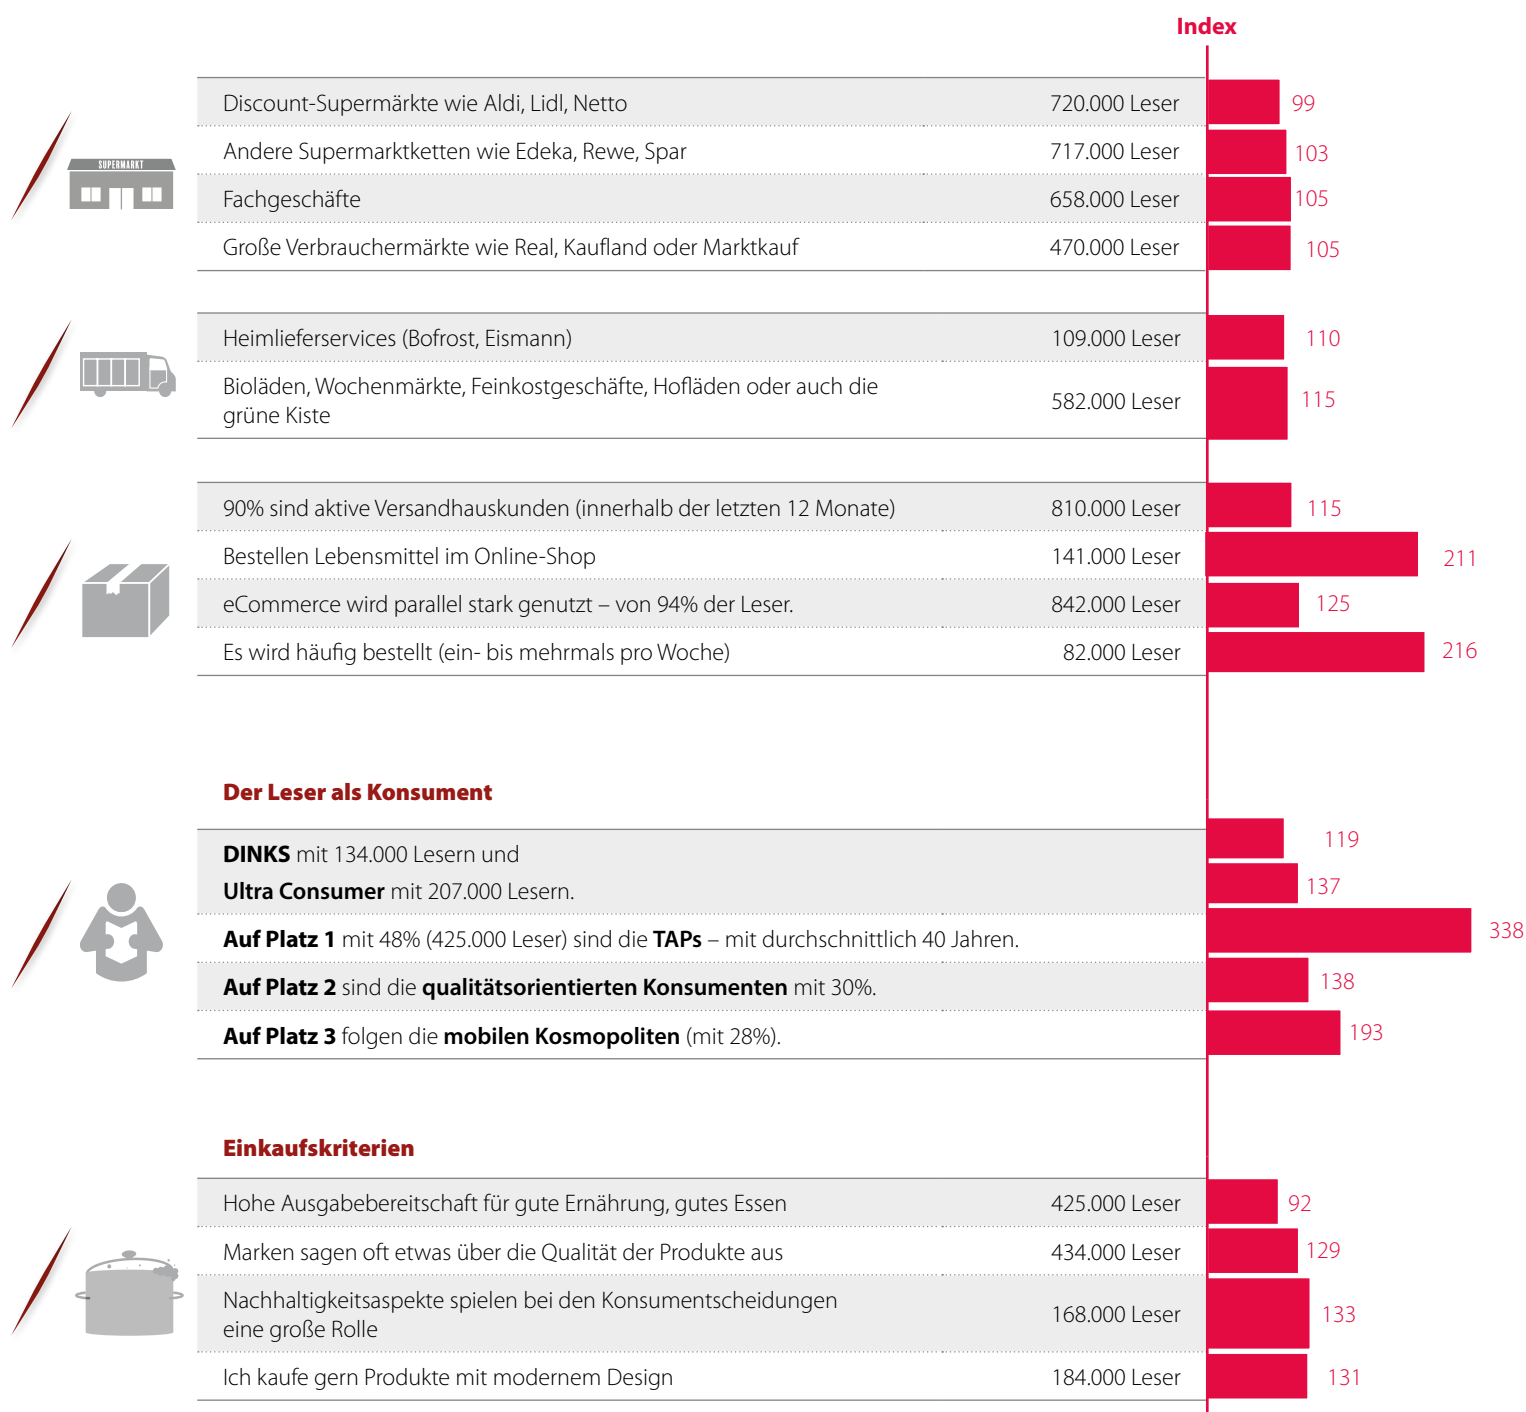 Index
Discount-Supermärkte wie Aldi, Lidl, Netto 720.000 Leser 99
SUPERMARKT
Andere Supermarktketten wie Edeka, Rewe, Spar 717.000 Leser 103
Fachgeschäfte 658.000 Leser 105
Große Verbrauchermärkte wie Real, Kaufland oder Marktkauf 470.000 Leser 105
Heimlieferservices (Bofrost, Eismann) 109.000 Leser 110
Bioläden, Wochenmärkte, Feinkostgeschäfte, Hofläden oder auch die
grüne Kiste 582.000 Leser 115
90% sind aktive Versandhauskunden (innerhalb der letzten 12 Monate) 810.000 Leser 115
Bestellen Lebensmittel im Online-Shop 141.000 Leser 211
eCommerce wird parallel stark genutzt – von 94% der Leser. 842.000 Leser 125
Es wird häufig bestellt (ein- bis mehrmals pro Woche) 82.000 Leser 216
Der Leser als Konsument
DINKS mit 134.000 Lesern und 119
Ultra Consumer mit 207.000 Lesern. 137
Auf Platz 1 mit 48% (425.000 Leser) sind die TAPs – mit durchschnittlich 40 Jahren. 338
Auf Platz 2 sind die qualitätsorientierten Konsumenten mit 30%. 138
Auf Platz 3 folgen die mobilen Kosmopoliten (mit 28%). 193
Einkaufskriterien
Hohe Ausgabebereitschaft für gute Ernährung, gutes Essen 425.000 Leser 92
Marken sagen oft etwas über die Qualität der Produkte aus 434.000 Leser 129
Nachhaltigkeitsaspekte spielen bei den Konsumentscheidungen
eine große Rolle 168.000 Leser 133
Ich kaufe gern Produkte mit modernem Design 184.000 Leser 131